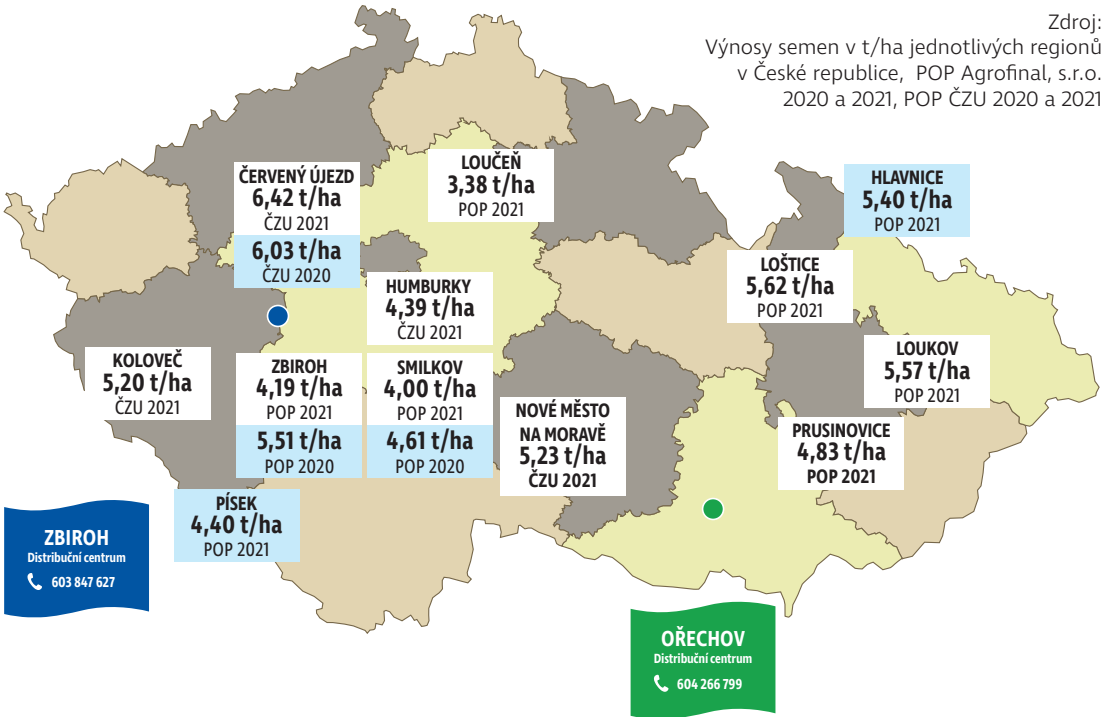 Zdroj:
Výnosy semen v t/ha jednotlivých regionů
v České republice, POP Agrofinal, s.r.o.
2020 a 2021, POP ČZU 2020 a 2021
ČERVENÝ ÚJEZD
6,42 t/ha
ČZU 2021
6,03 t/ha
ČZU 2020
LOUČEŇ
3,38 t/ha
POP 2021
HLAVNICE
5,40 t/ha
POP 2021
LOŠTICE
5,62 t/ha
POP 2021
HUMBURKY
4,39 t/ha
ČZU 2021
KOLOVEČ
5,20 t/ha
ČZU 2021
ZBIROH
4,19 t/ha
POP 2021
5,51 t/ha
POP 2020
SMILKOV
4,00 t/ha
POP 2021
4,61 t/ha
POP 2020
LOUKOV
5,57 t/ha
POP 2021
NOVÉ MĚSTO
NA MORAVĚ
5,23 t/ha
ČZU 2021
PRUSINOVICE
4,83 t/ha
POP 2021
PÍSEK
4,40 t/ha
POP 2021
ZBIROH
Distribuční centrum
603 847 627
OŘECHOV
Distribuční centrum
604 266 799